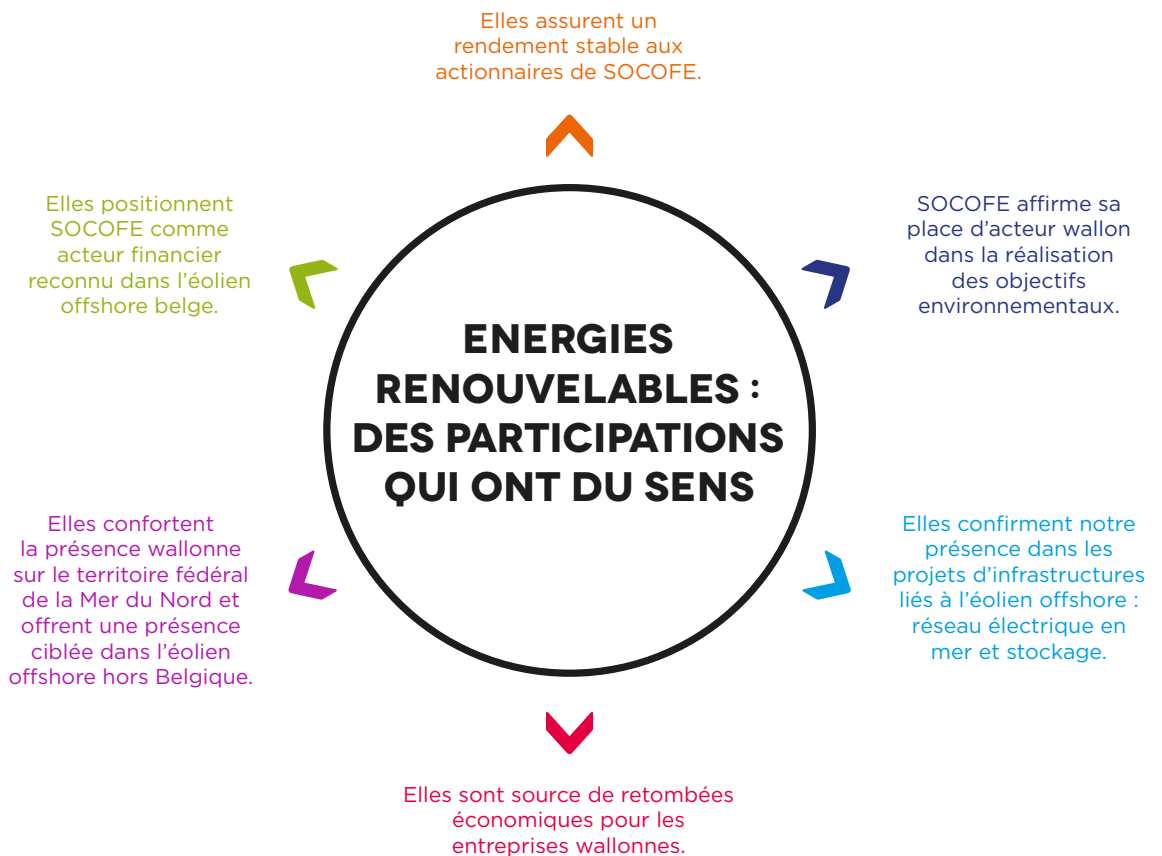 Elles assurent un
rendement stable aux
actionnaires de SOCOFE.
Elles positionnent
SOCOFE comme
acteur financier
reconnu dans l’éolien
offshore belge.
SOCOFE affirme sa
place d’acteur wallon
dans la réalisation
des objectifs
environnementaux.
ENERGIES
RENOUVELABLES :
DES PARTICIPATIONS
QUI ONT DU SENS
Elles confortent
la présence wallonne
sur le territoire fédéral
de la Mer du Nord et
offrent une présence
ciblée dans l’éolien
offshore hors Belgique.
Elles confirment notre
présence dans les
projets d’infrastructures
liés à l’éolien offshore :
réseau électrique en
mer et stockage.
Elles sont source de retombées
économiques pour les
entreprises wallonnes.